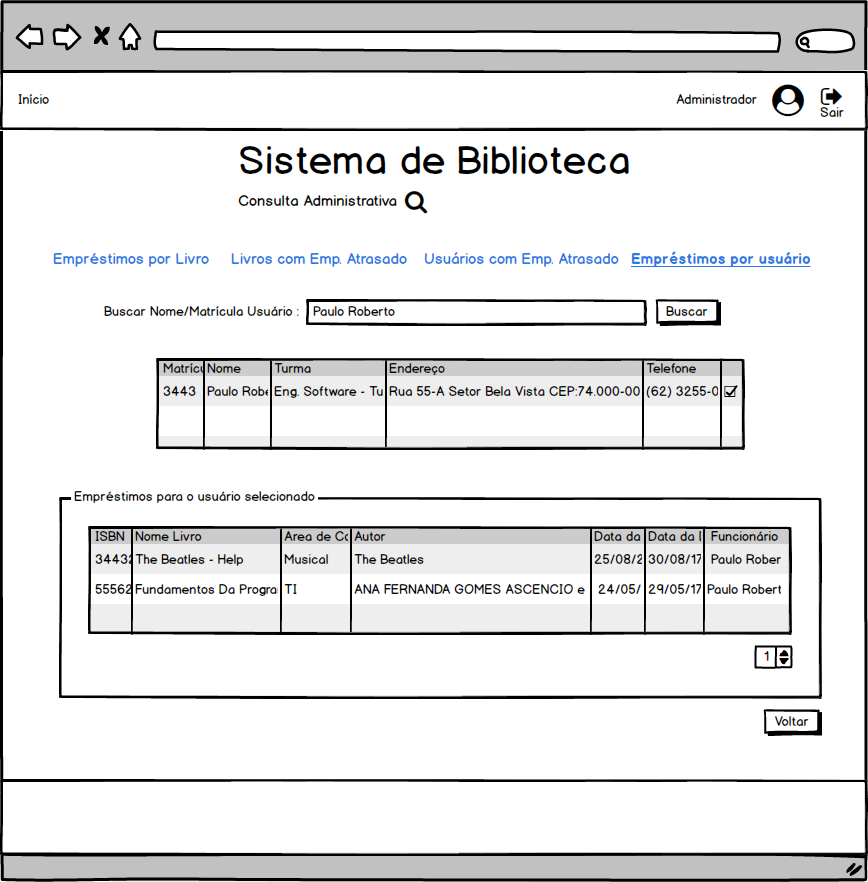 Início Administrador Sair
Sistema de Biblioteca
Consulta Administrativa
Empréstimos por Livro Livros com Emp. Atrasado Usuários com Emp. Atrasado Empréstimos por usuário
Buscar Nome/Matrícula Usuário : Paulo Roberto Buscar
Matrícu Nome Turma Endereço Telefone
3443 Paulo Robe Eng. Software - Tu Rua 55-A Setor Bela Vista CEP:74.000-00 (62) 3255-0
Empréstimos para o usuário selecionado
ISBN Nome Livro Area de Co Autor Data da Data da D Funcionário
34432 The Beatles - Help Musical The Beatles 25/08/2 30/08/17 Paulo Rober
55562 Fundamentos Da Progra TI ANA FERNANDA GOMES ASCENCIO e 24/05/ 29/05/17 Paulo Robert
1
Voltar